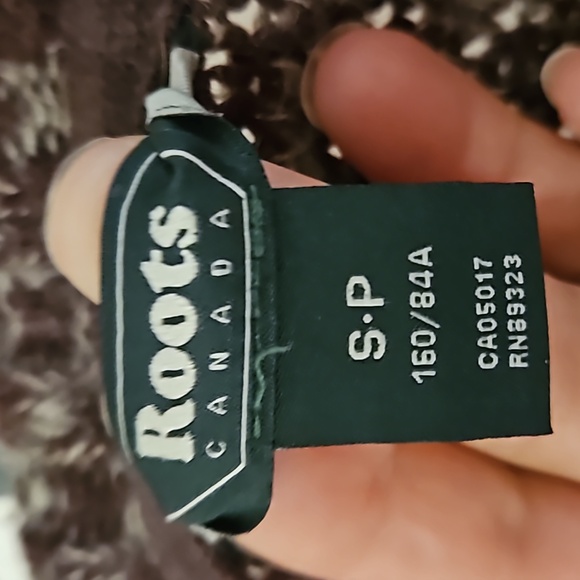 Roots
CANADA
S·P
160/84A
CA05017
RN89323